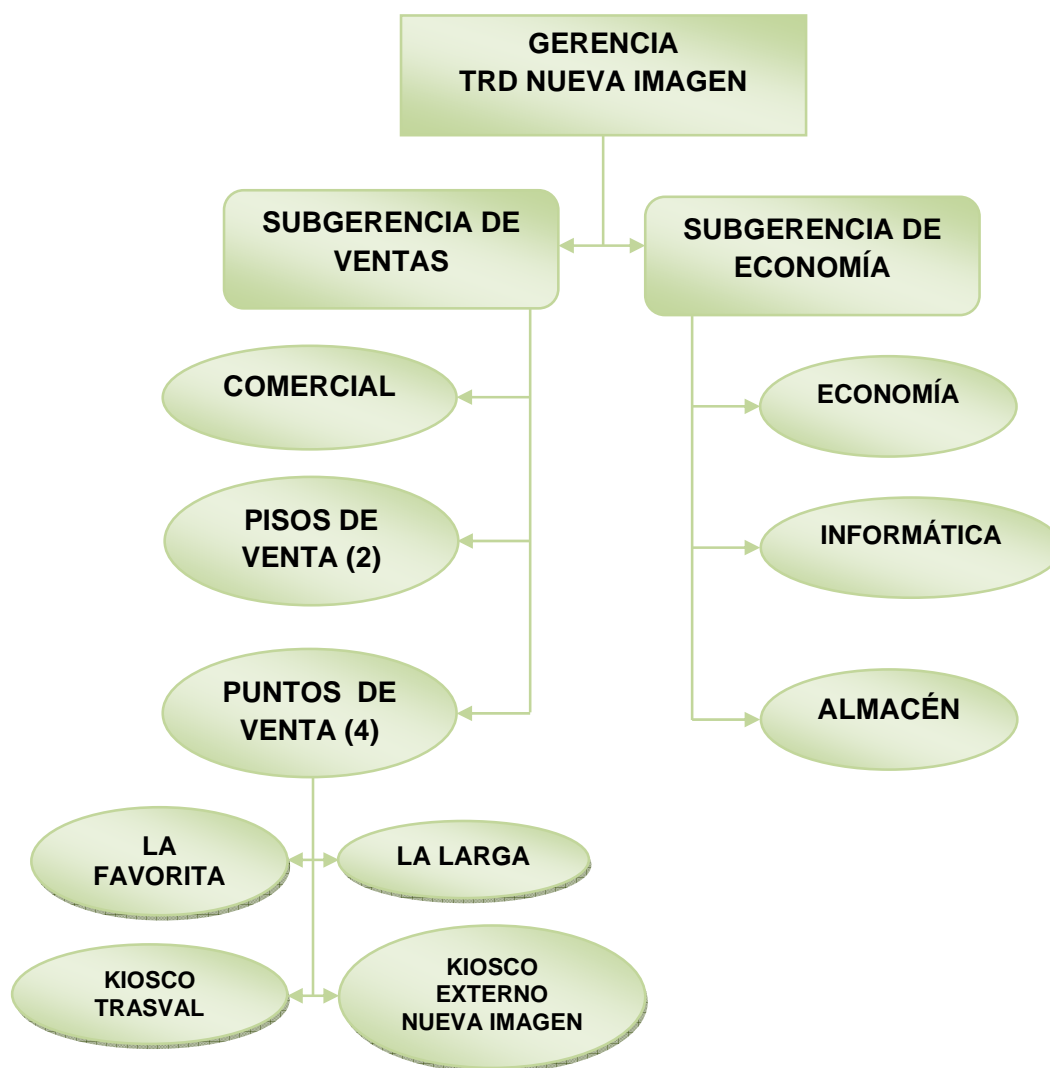 GERENCIA
TRD NUEVA IMAGEN
SUBGERENCIA DE
VENTAS
SUBGERENCIA DE
ECONOMÍA
COMERCIAL
ECONOMÍA
PISOS DE
VENTA (2)
INFORMÁTICA
PUNTOS DE
VENTA (4)
ALMACÉN
LA
FAVORITA
LA LARGA
KIOSCO
TRASVAL
KIOSCO
EXTERNO
NUEVA IMAGEN